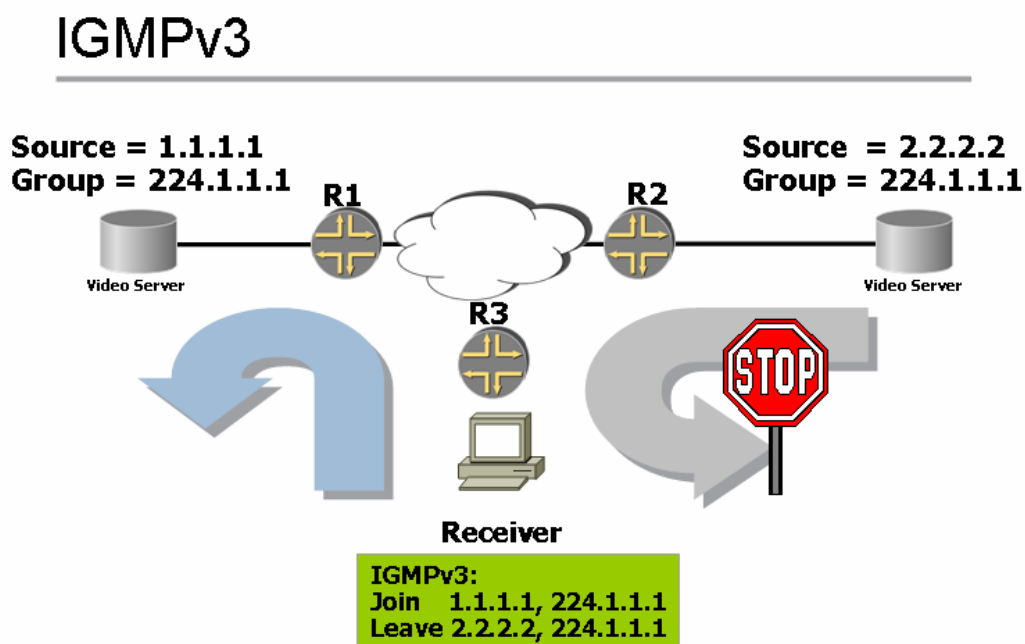 IGMPv3
Source = 1.1.1.1
Group = 224.1.1.1
Source = 2.2.2.2
Group = 224.1.1.1
R1
R2
Video Server
Video Server
R3
STOP
Receiver
IGMPv3:
Join 1.1.1.1, 224.1.1.1
Leave 2.2.2.2, 224.1.1.1